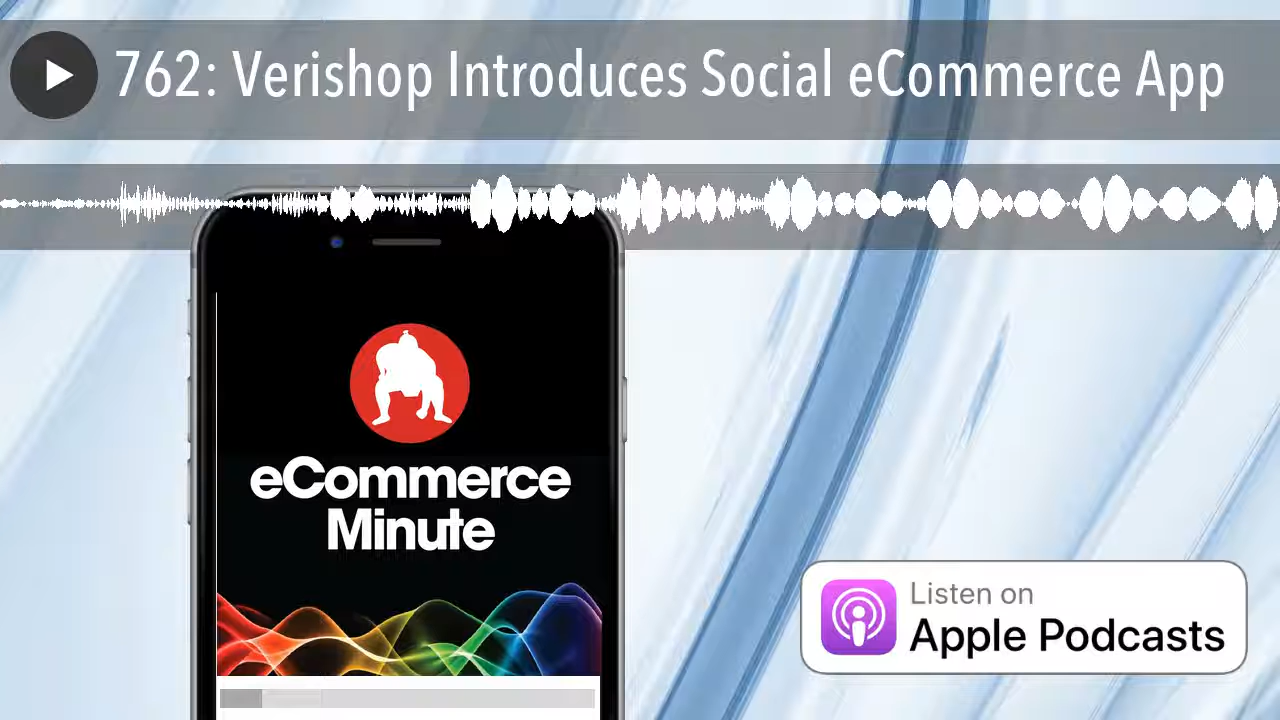 762: Verishop Introduces Social eCommerce App
eCommerce
Minute
Listen on
Apple Podcasts